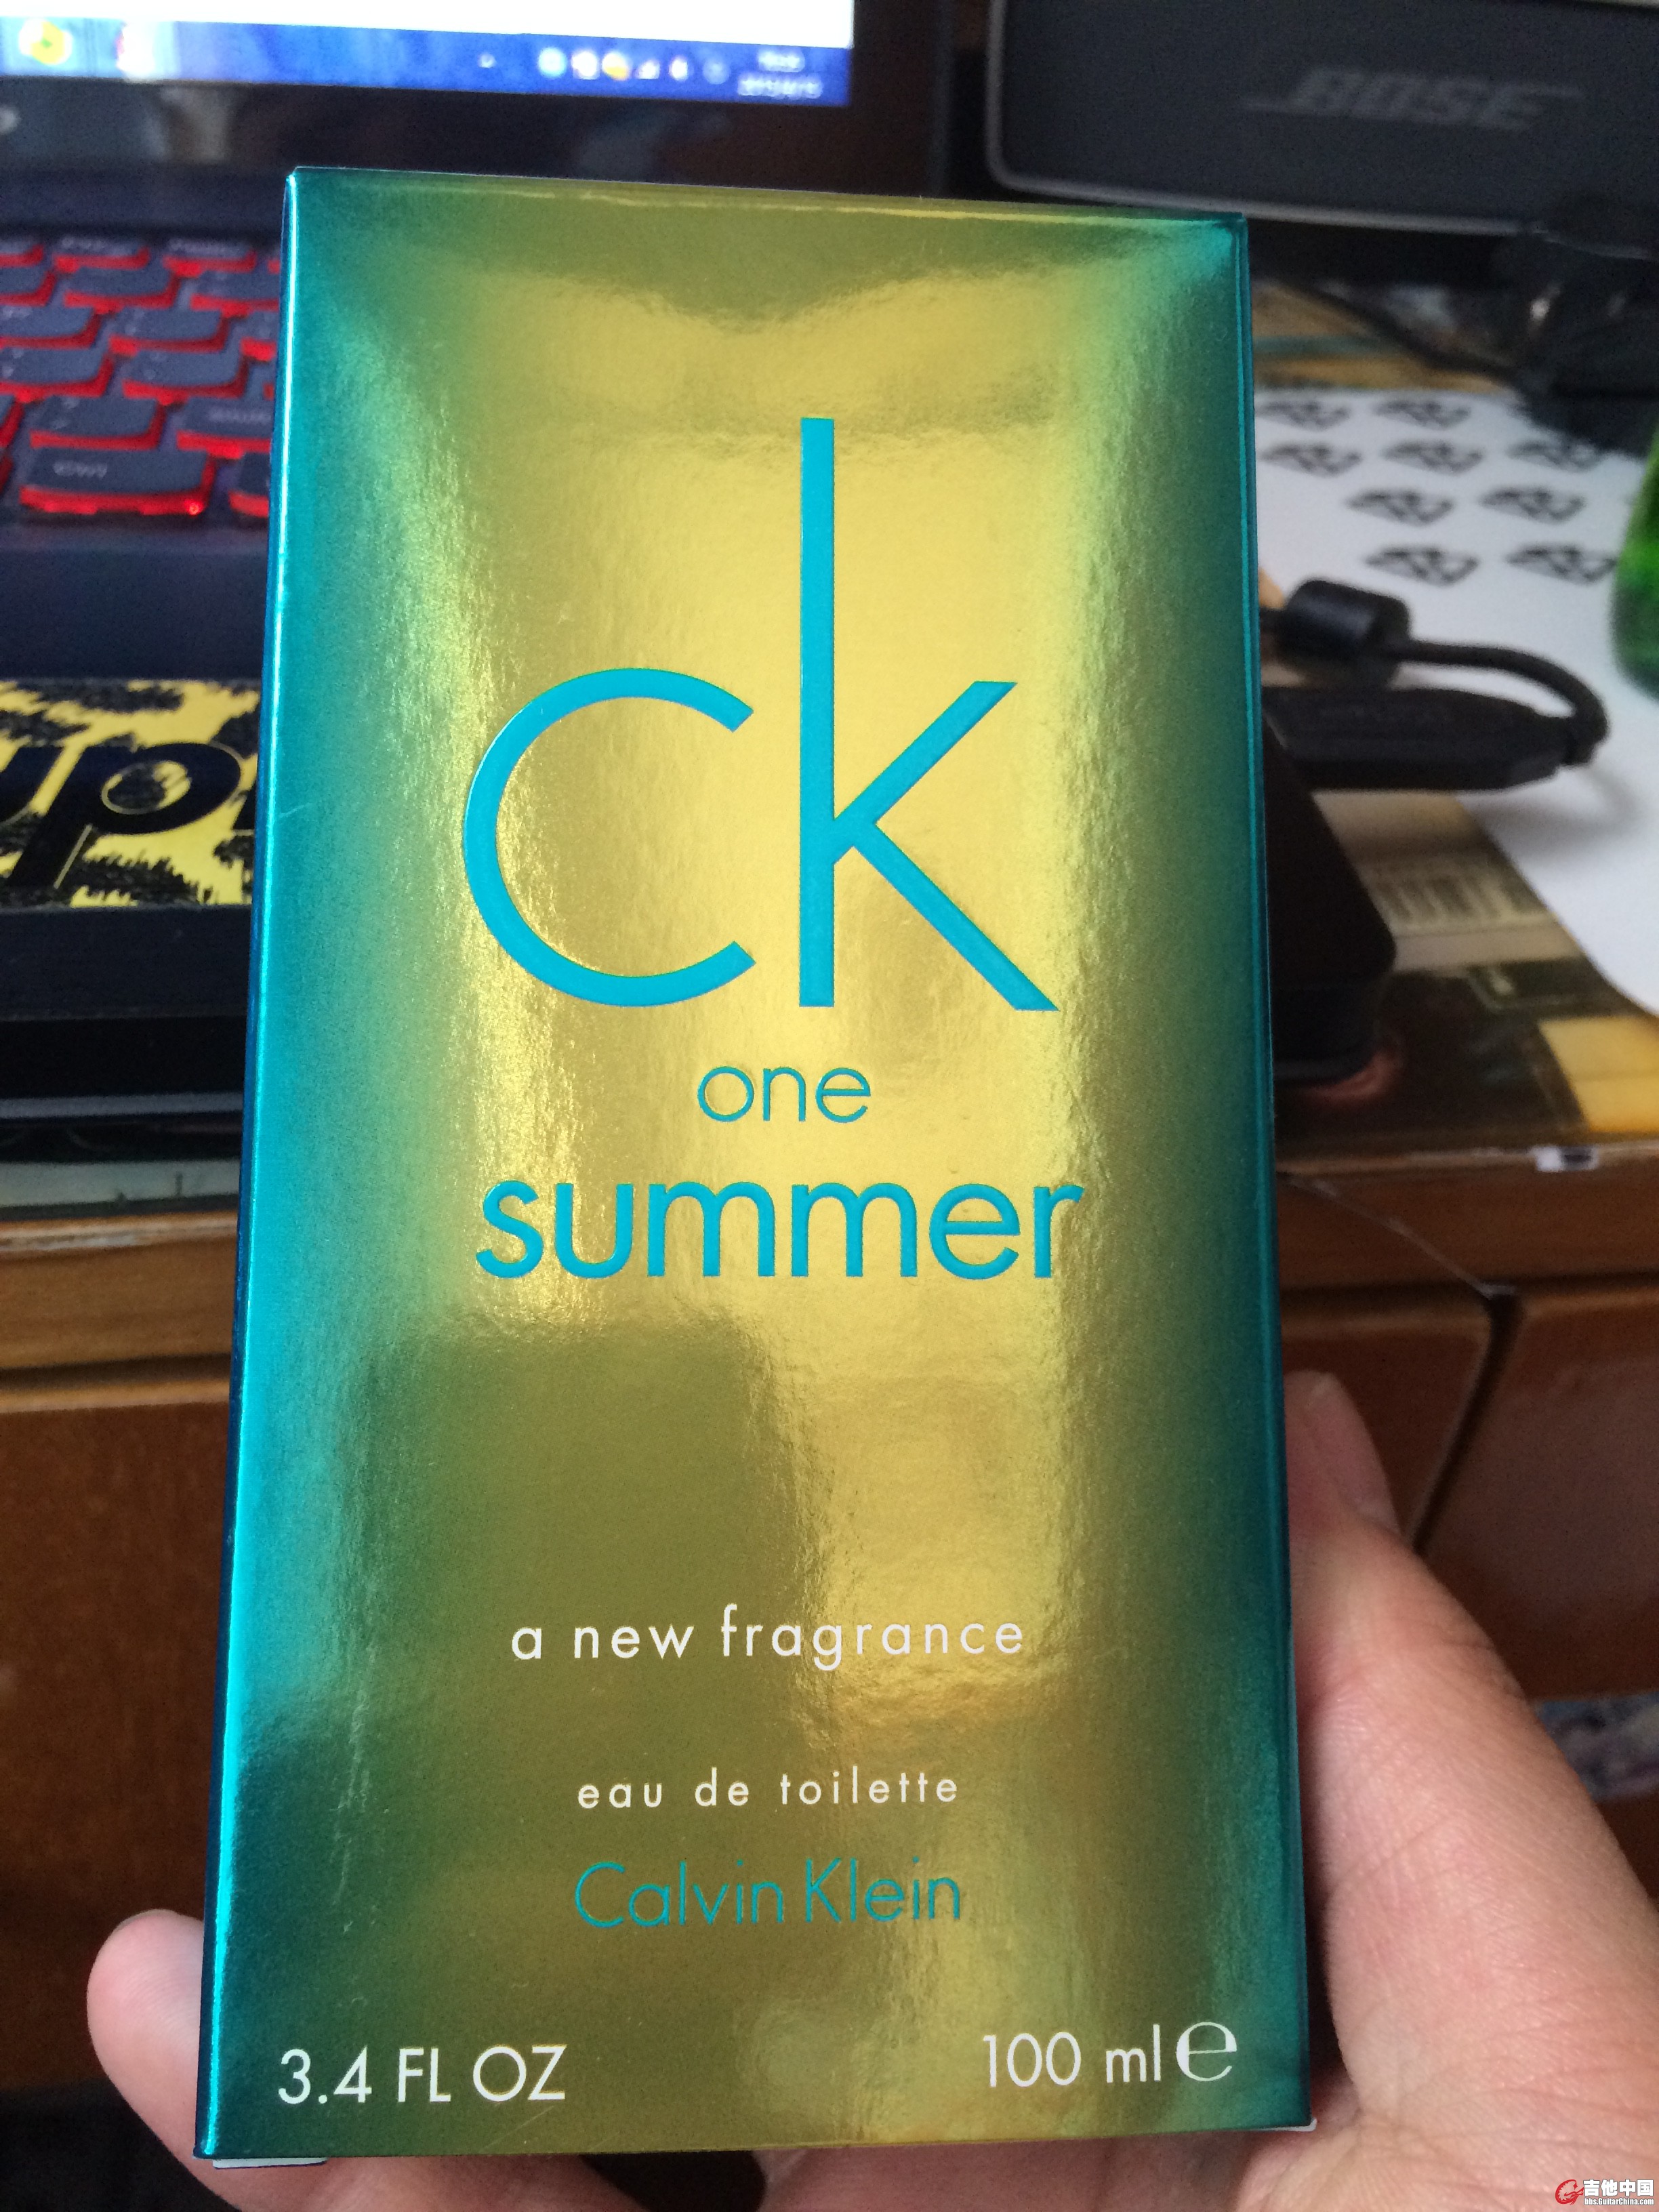 BOSE
ck
one
summer
a new fragrance
eau de toilette
Calvin Klein
3.4 FL OZ
100 ml e
吉他中国
bbs.GuitarChina.com